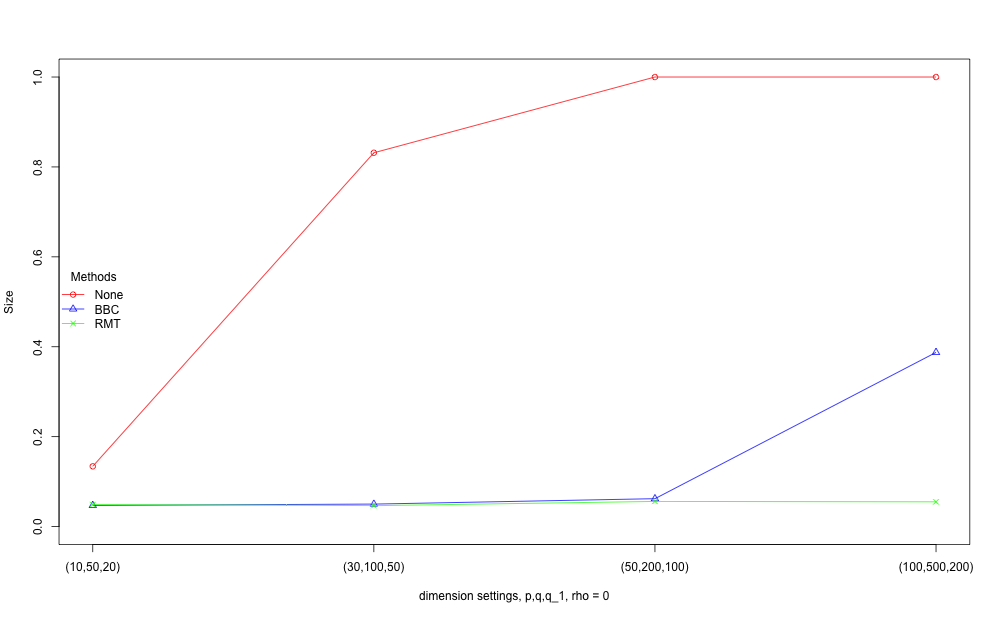 1.0
0.8
0.6
0.4
0.2
0.0
Size
Methods
None
BBC
RMT
(10,50,20)
(30,100,50)
(50,200,100)
(100,500,200)
dimension settings, p,q,q_1, rho = 0